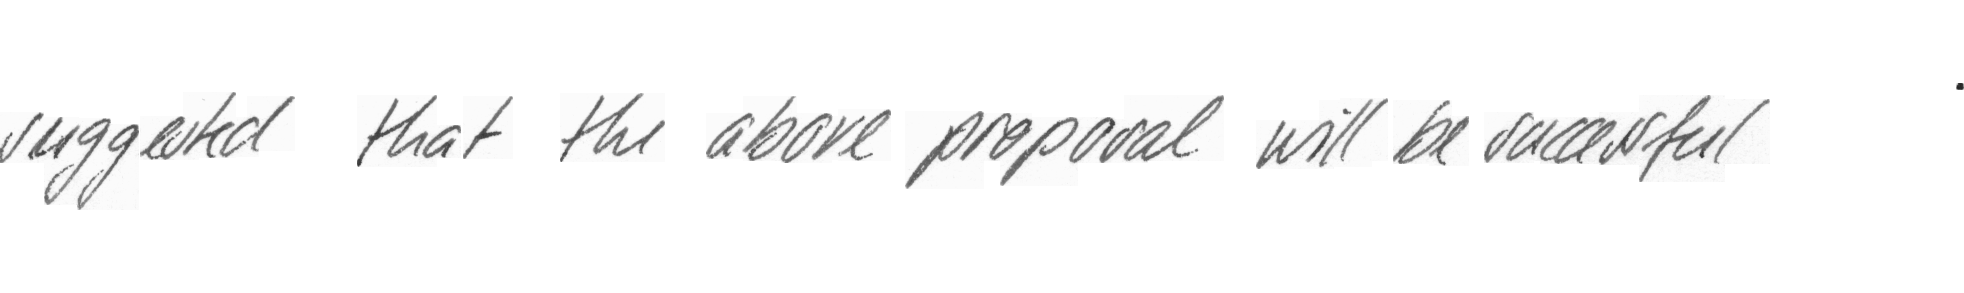 suggested that the above proposal will be successful .